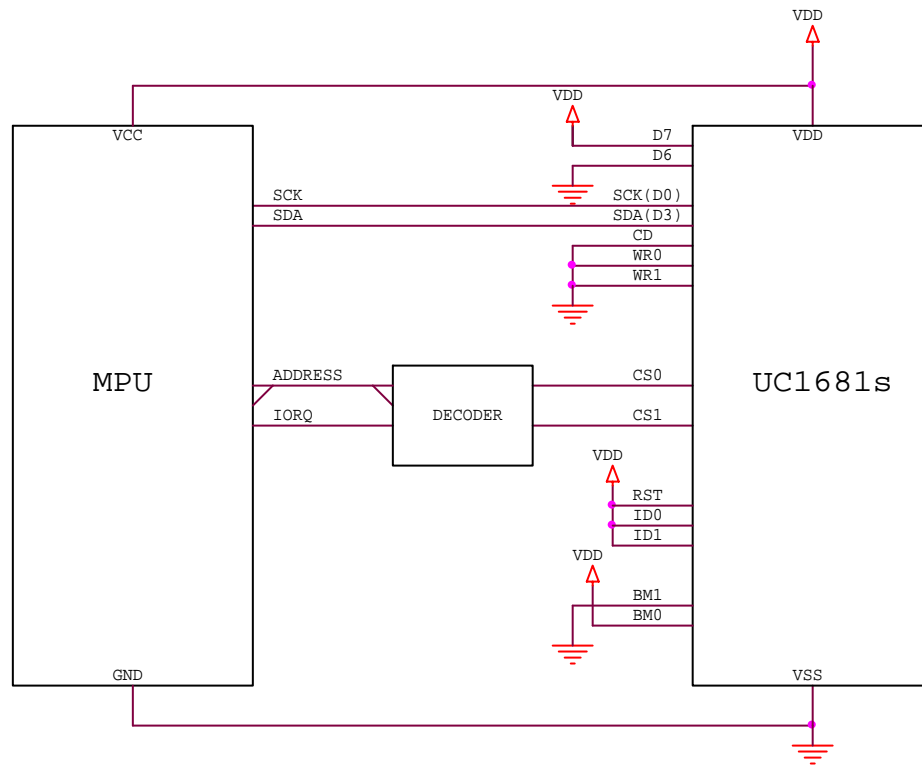 VDD
VCC
VDD
VDD
D7
D6
SCK
SCK(D0)
SDA
SDA(D3)
CD
WR0
WR1
MPU
ADDRESS
CS0
UC1681s
IORQ
DECODER
CS1
VDD
RST
ID0
ID1
VDD
BM1
BM0
GND
VSS